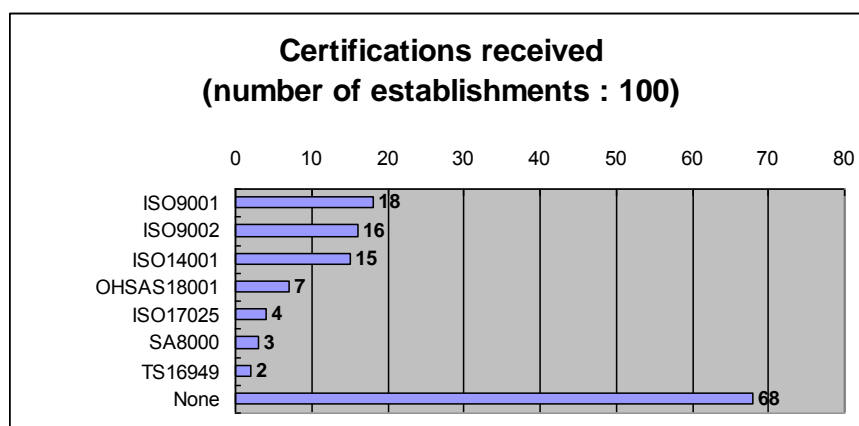 Certifications received
(number of establishments : 100)
0 10 20 30 40 50 60 70 80
ISO9001 18
ISO9002 16
ISO14001 15
OHSAS18001 7
ISO17025 4
SA8000 3
TS16949 2
None 68